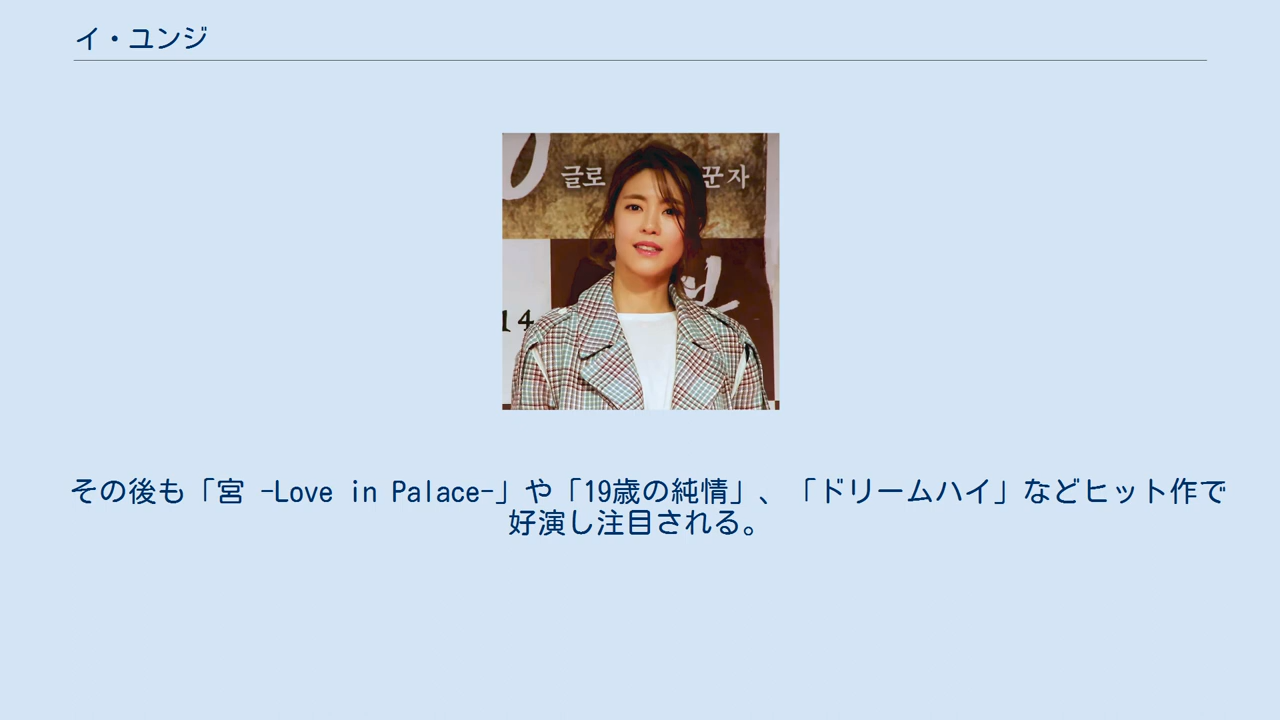 イ・ユンジ
글로 꾼자
14
その後も「宮 -Love in Palace-」や「19歳の純情」、「ドリームハイ」などヒット作で
好演し注目される。